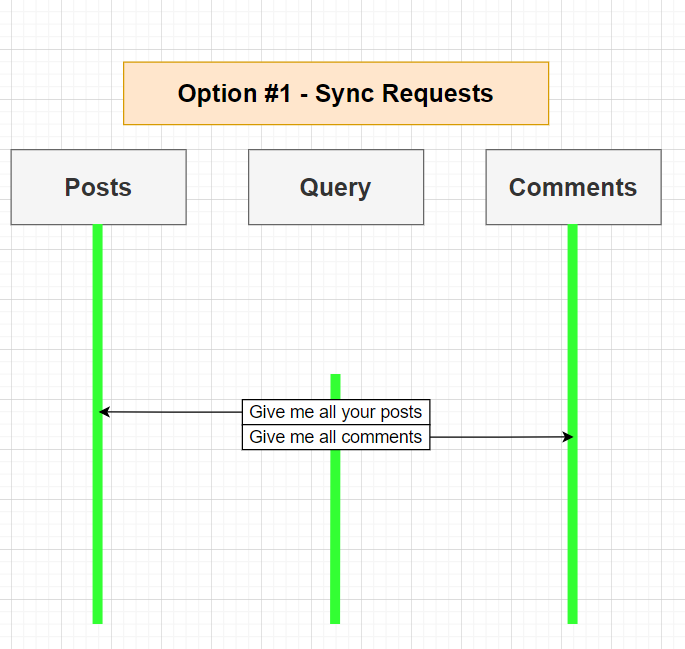 Option #1 - Sync Requests
Posts
Query
Comments
Give me all your posts
Give me all comments